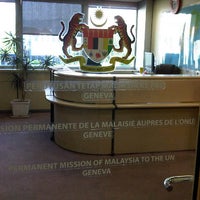 GENEVA
SION PERMANENTE DE LA MALAISIE AUPRES DE L'ONU
GENEVE
PERMANENT MISSION OF MALAYSIA TO THE UN
GENEVA